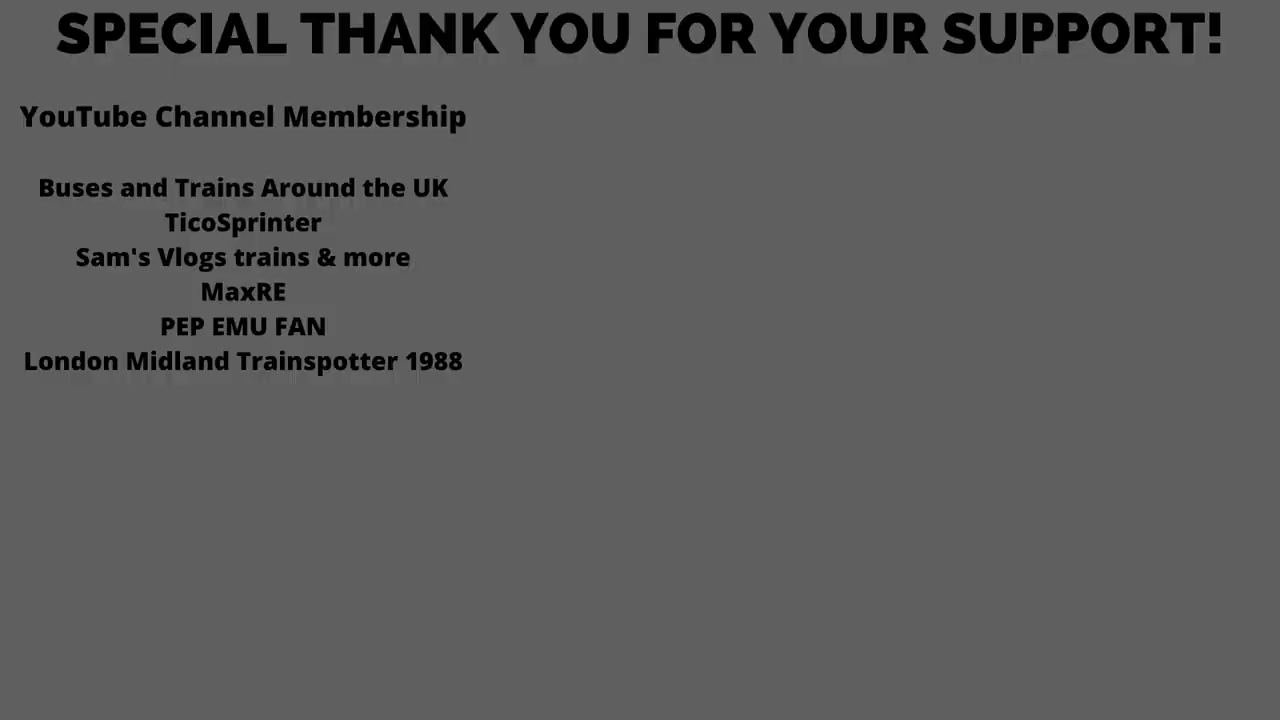 SPECIAL THANK YOU FOR YOUR SUPPORT!
YouTube Channel Membership
Buses and Trains Around the UK
TicoSprinter
Sam's Vlogs trains & more
MaxRE
PEP EMU FAN
London Midland Trainspotter 1988